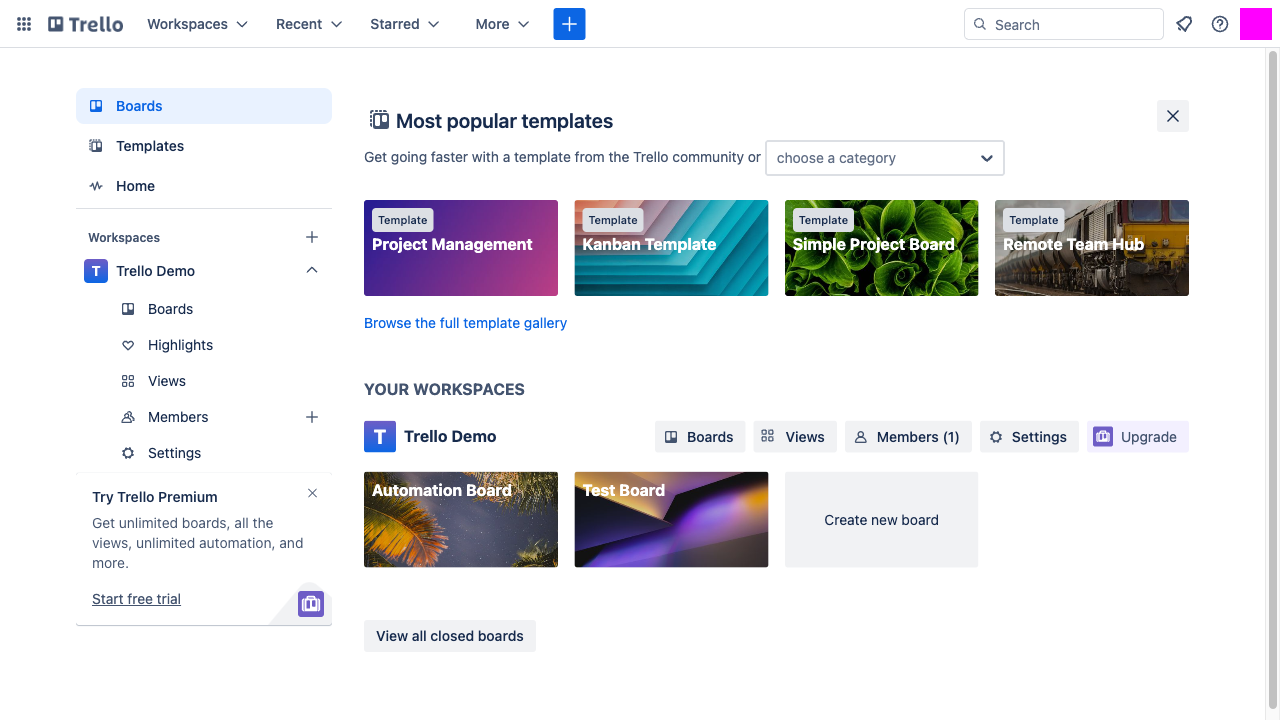 Trello
Workspaces
Recent
Starred
More
Search
Boards
Templates
Home
Workspaces
T
Trello Demo
Boards
Highlights
Views
Members
Settings
Try Trello Premium
Get unlimited boards, all the
views, unlimited automation, and
more.
Start free trial
Most popular templates
Get going faster with a template from the Trello community or
choose a category
Template
Project Management
Template
Kanban Template
Template
Simple Project Board
Template
Remote Team Hub
Browse the full template gallery
YOUR WORKSPACES
T
Trello Demo
Boards
Views
Members (1)
Settings
Upgrade
Automation Board
Test Board
Create new board
View all closed boards